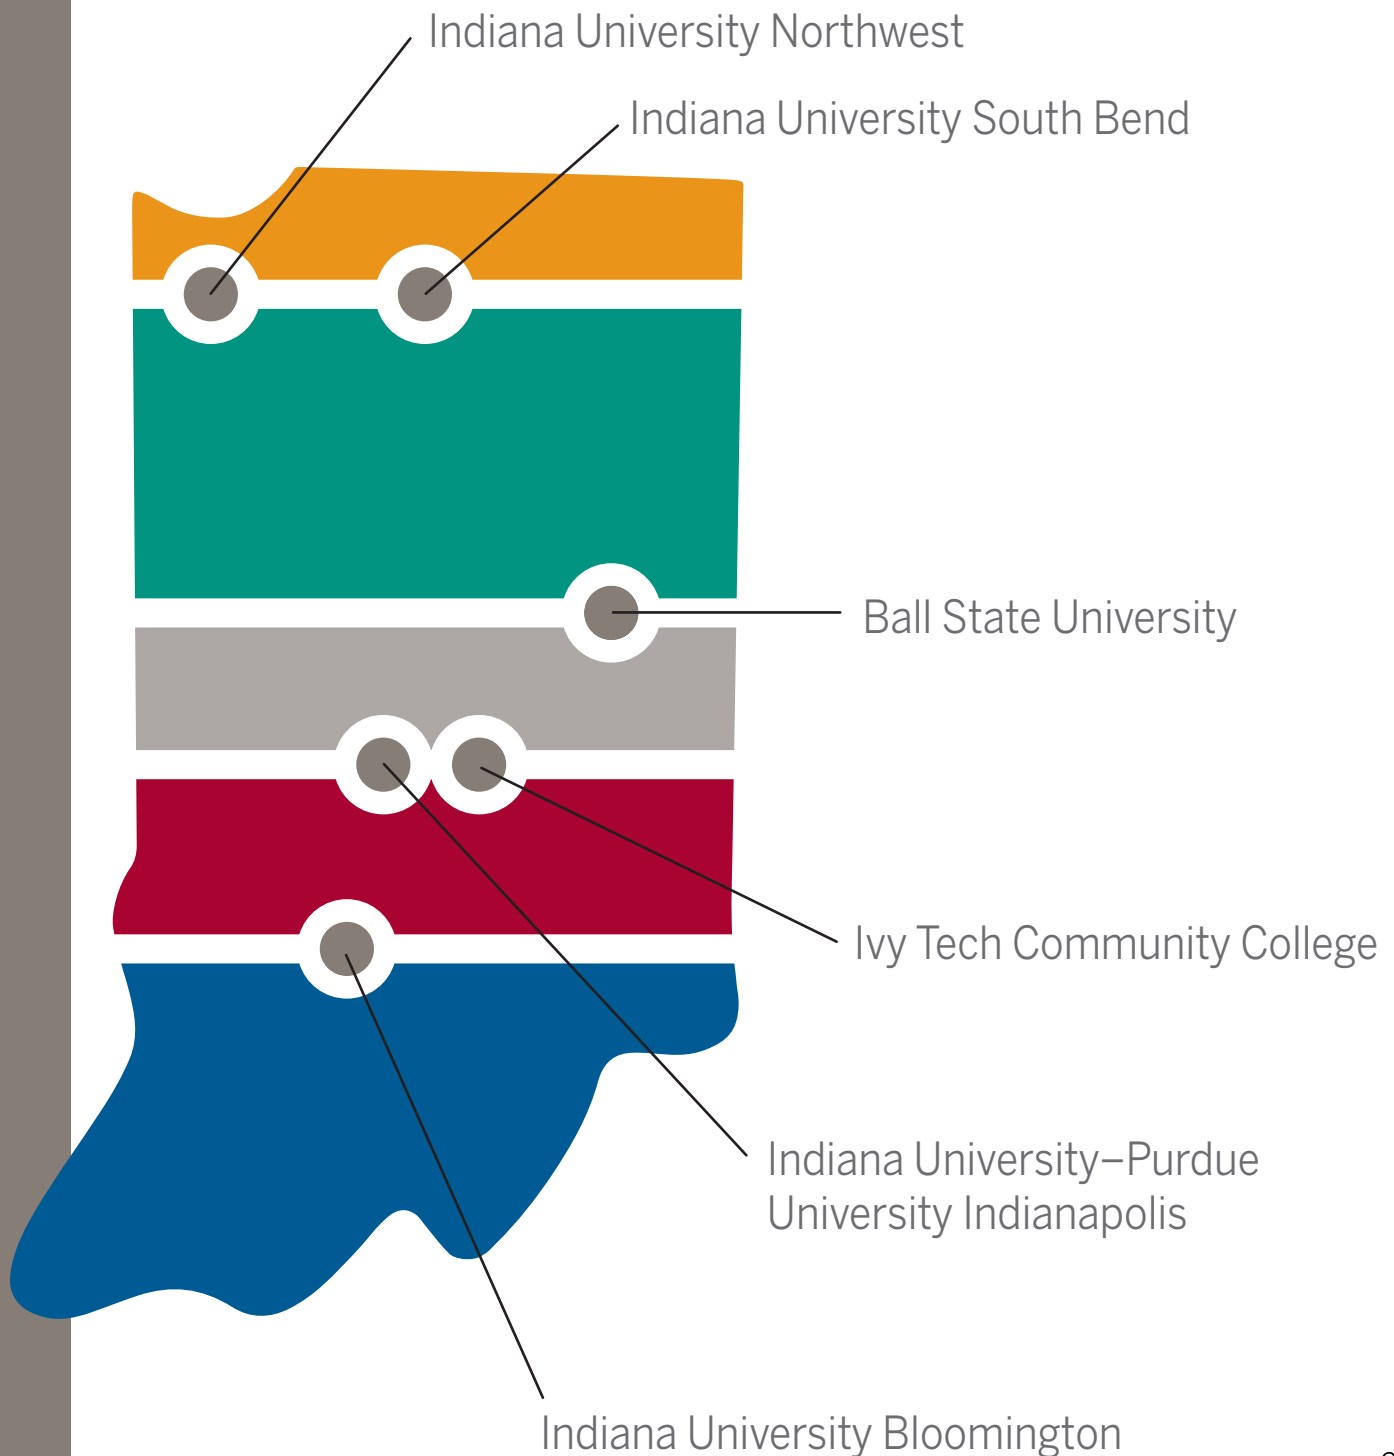 Indiana University Northwest
Indiana University South Bend
Ball State University
Ivy Tech Community College
Indiana University–Purdue
University Indianapolis
Indiana University Bloomington